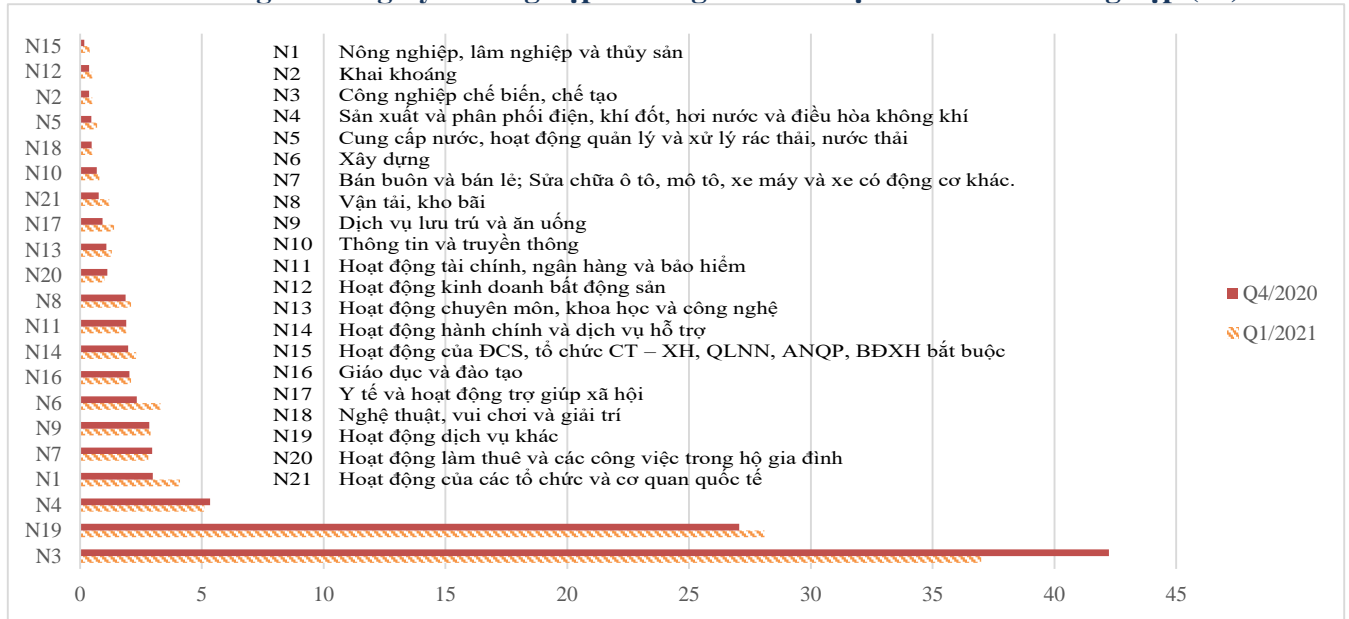 N15
N12
N2
N5
N18
N10
N21
N17
N13
N20
N8
N11
N14
N16
N6
N9
N7
N1
N4
N19
N3
N1 Nông nghiệp, lâm nghiệp và thủy sản
N2 Khai khoáng
N3 Công nghiệp chế biến, chế tạo
N4 Sản xuất và phân phối điện, khí đốt, hơi nước và điều hòa không khí
N5 Cung cấp nước, hoạt động quản lý và xử lý rác thải, nước thải
N6 Xây dựng
N7 Bán buôn và bán lẻ; Sửa chữa ô tô, mô tô, xe máy và xe có động cơ khác.
N8 Vận tải, kho bãi
N9 Dịch vụ lưu trú và ăn uống
N10 Thông tin và truyền thông
N11 Hoạt động tài chính, ngân hàng và bảo hiểm
N12 Hoạt động kinh doanh bất động sản
N13 Hoạt động chuyên môn, khoa học và công nghệ
N14 Hoạt động hành chính và dịch vụ hỗ trợ
N15 Hoạt động của ĐCS, tổ chức CT – XH, QLNN, ANQP, BĐXH bắt buộc
N16 Giáo dục và đào tạo
N17 Y tế và hoạt động trợ giúp xã hội
N18 Nghệ thuật, vui chơi và giải trí
N19 Hoạt động dịch vụ khác
N20 Hoạt động làm thuê và các công việc trong hộ gia đình
N21 Hoạt động của các tổ chức và cơ quan quốc tế
Q4/2020
Q1/2021
0 5 10 15 20 25 30 35 40 45